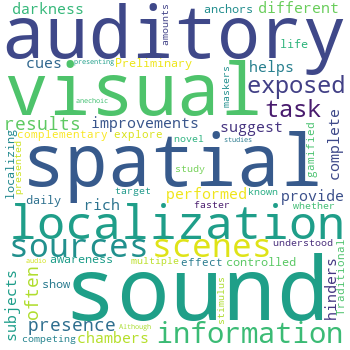 darkness anchors different
auditory
cues life amounts
presenting Preliminary
visual
anechoic helps exposed
maskers
results improvements task
suggest
complementary explore
localizing presented novel gamified complete
spatial
target study performed provide
daily rich known whether
faster
localization
Traditional
sources scenes
understood
awareness multiple effect controlled
stimulus hinders
often show
sound
audio studies
subjects presence Although
chambers information
competing